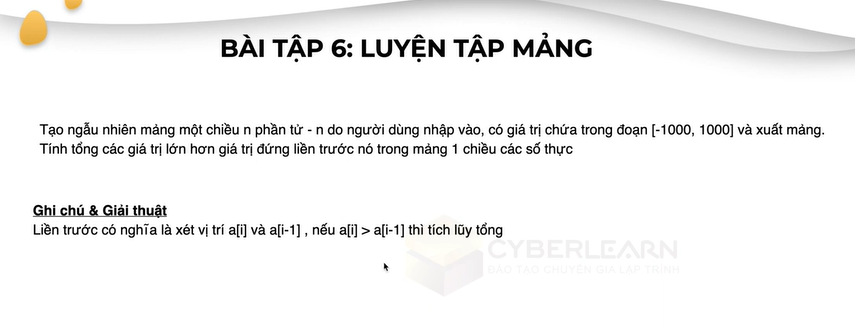 BÀI TẬP 6: LUYỆN TẬP MẢNG
Tạo ngẫu nhiên mảng một chiều n phần tử - n do người dùng nhập vào, có giá trị chứa trong đoạn [-1000, 1000] và xuất mảng.
Tính tổng các giá trị lớn hơn giá trị đứng liền trước nó trong mảng 1 chiều các số thực
Ghi chú & Giải thuật
Liền trước có nghĩa là xét vị trí a[i] và a[i-1] , nếu a[i] > a[i-1] thì tích lũy tổng
CYBERLEARN
ĐÀO TẠO CHUYÊN GIA LẬP TRÌNH